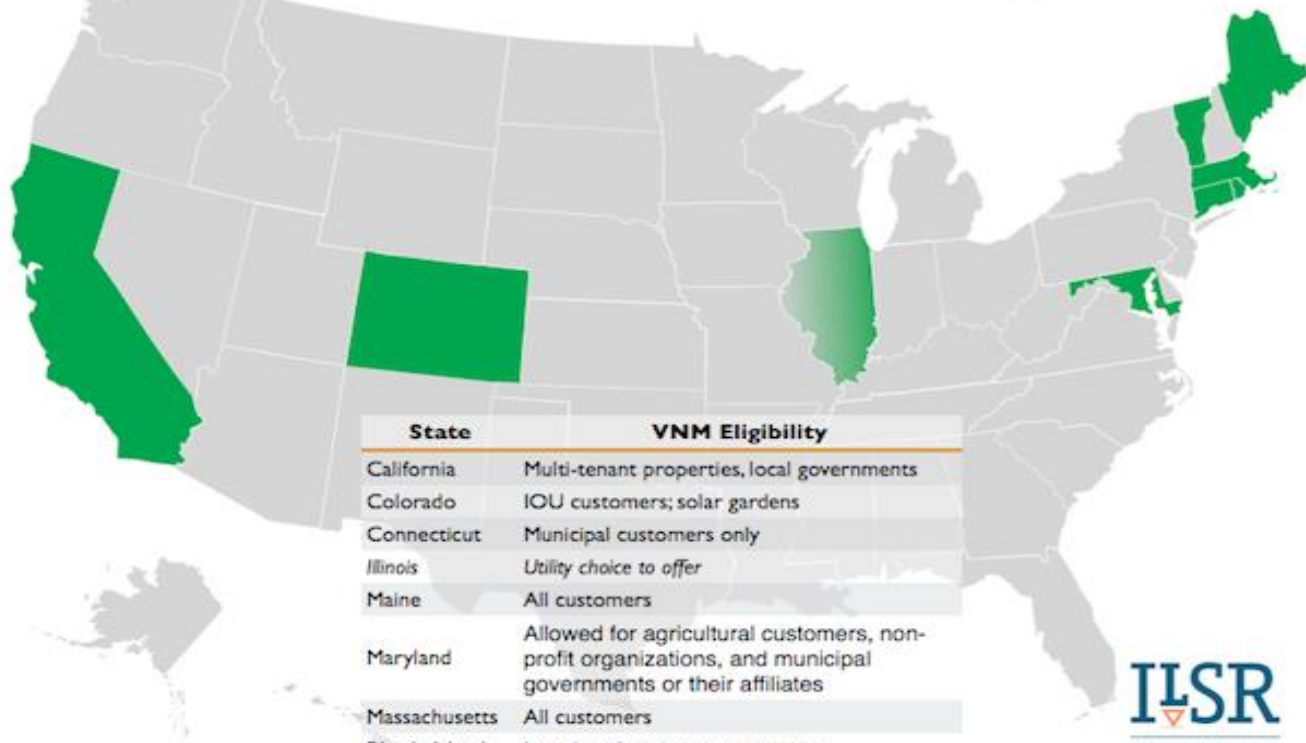 State VNM Eligibility
California Multi-tenant properties, local governments
Colorado IOU customers; solar gardens
Connecticut Municipal customers only
Illinois Utility choice to offer
Maine All customers
Maryland Allowed for agricultural customers, non-
profit organizations, and municipal
governments or their affiliates
Massachusetts All customers
ILSR